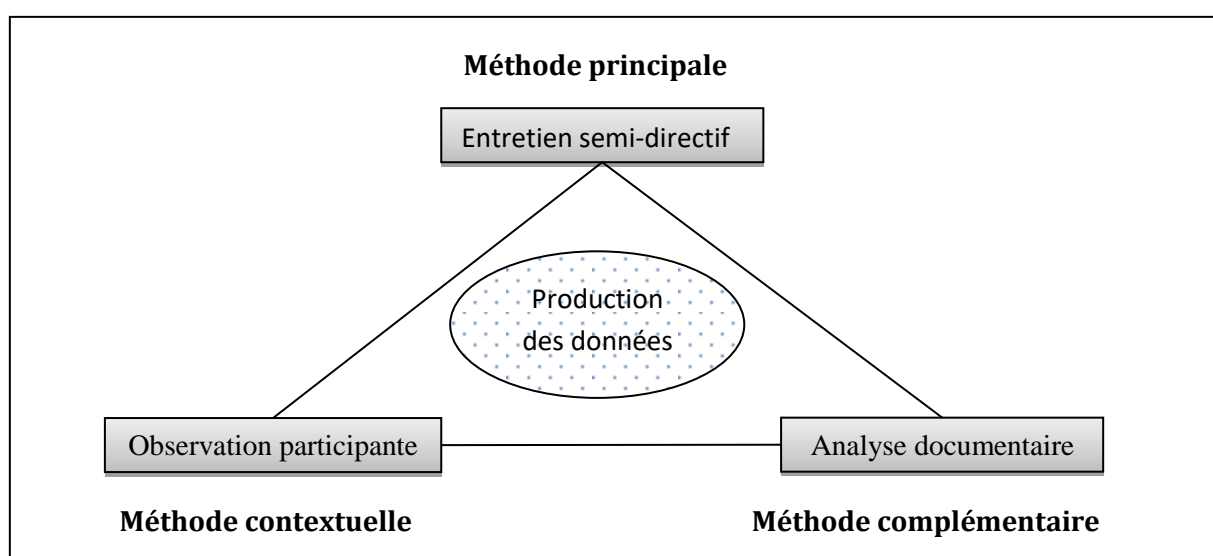 Méthode principale
Entretien semi-directif
Production
des données
Observation participante
Analyse documentaire
Méthode contextuelle
Méthode complémentaire